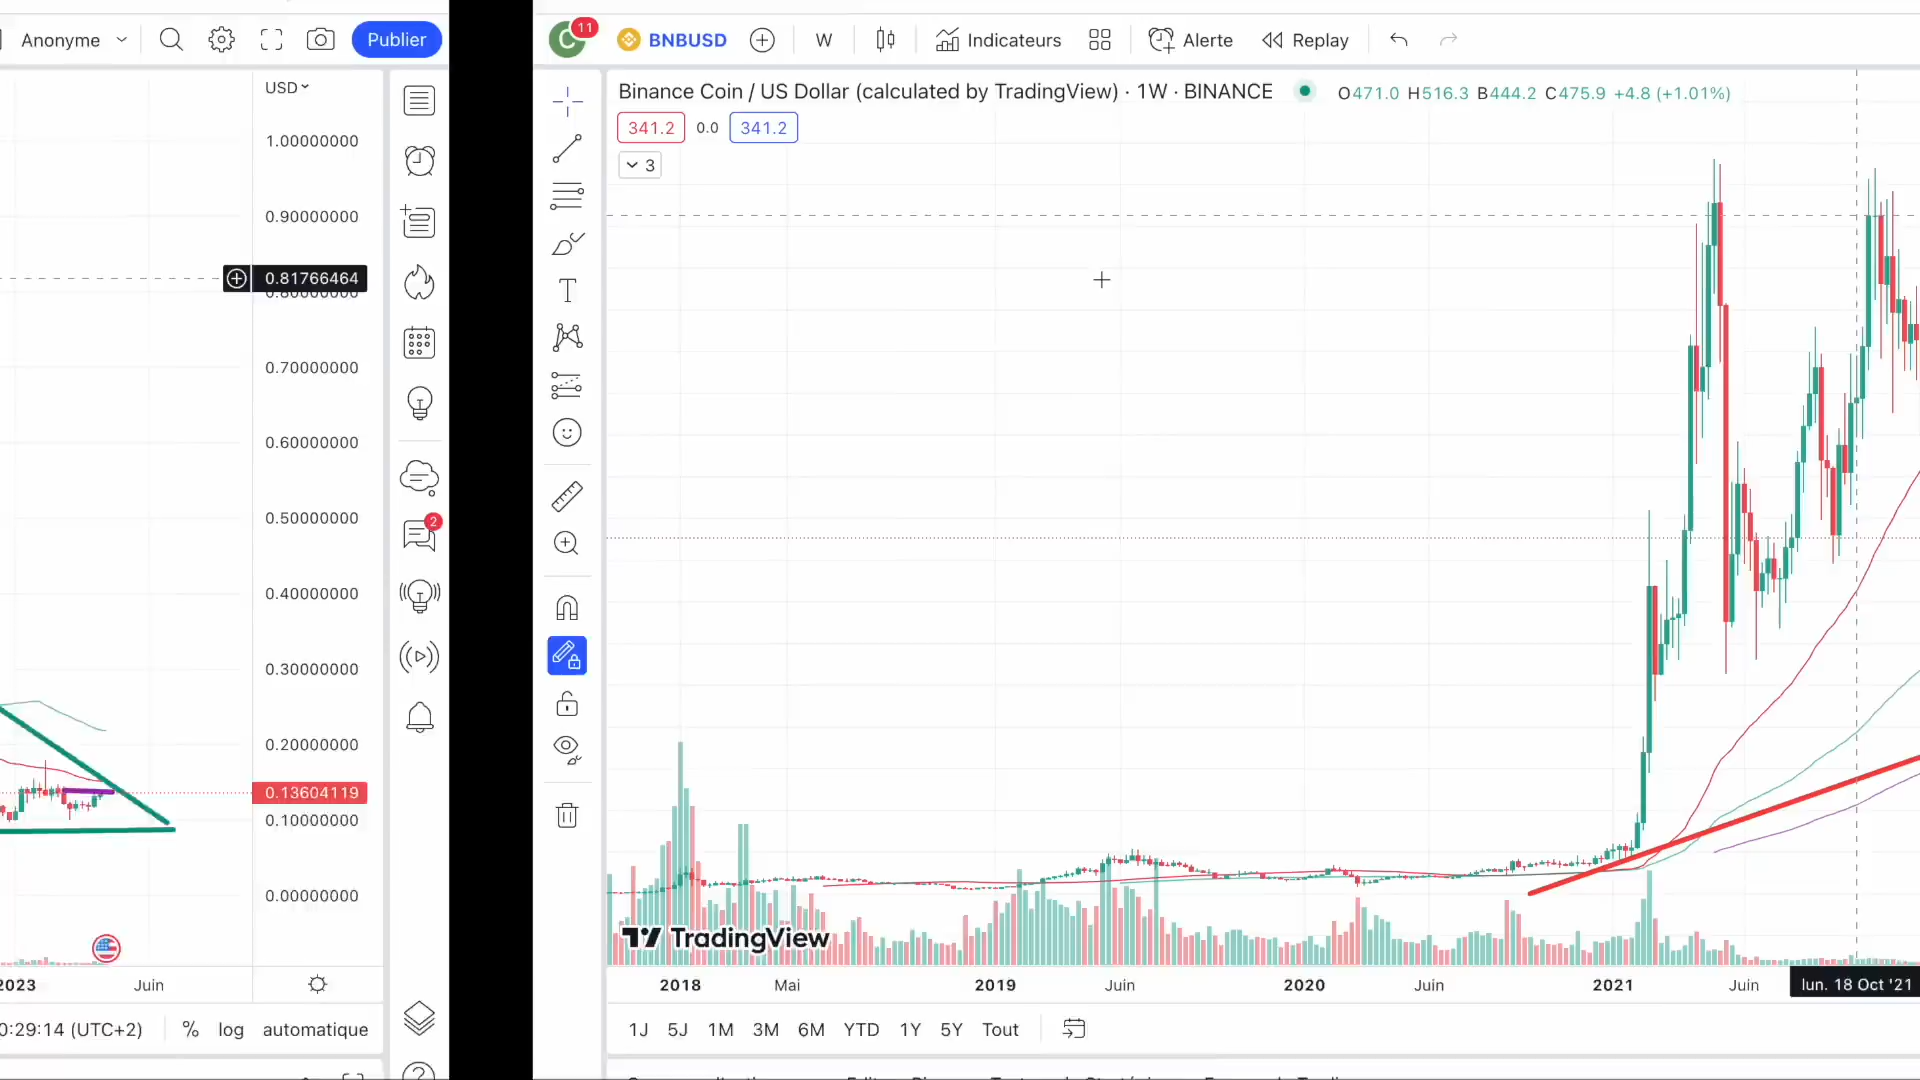 Anonyme
Publier
USD
1.00000000
0.90000000
0.81766464
0.80000000
0.70000000
0.60000000
0.50000000
0.40000000
0.30000000
0.20000000
0.13604119
0.10000000
0.00000000
2
2023 Juin
0:29:14 (UTC+2) % log automatique
C 11 BNBUSD W Indicateurs Alerte Replay
Binance Coin / US Dollar (calculated by TradingView) · 1W · BINANCE O471.0 H516.3 B444.2 C475.9 +4.8 (+1.01%)
341.2 0.0 341.2
3
T
TradingView
2018 Mai 2019 Juin 2020 Juin 2021 Juin lun. 18 Oct '21
1J 5J 1M 3M 6M YTD 1Y 5Y Tout